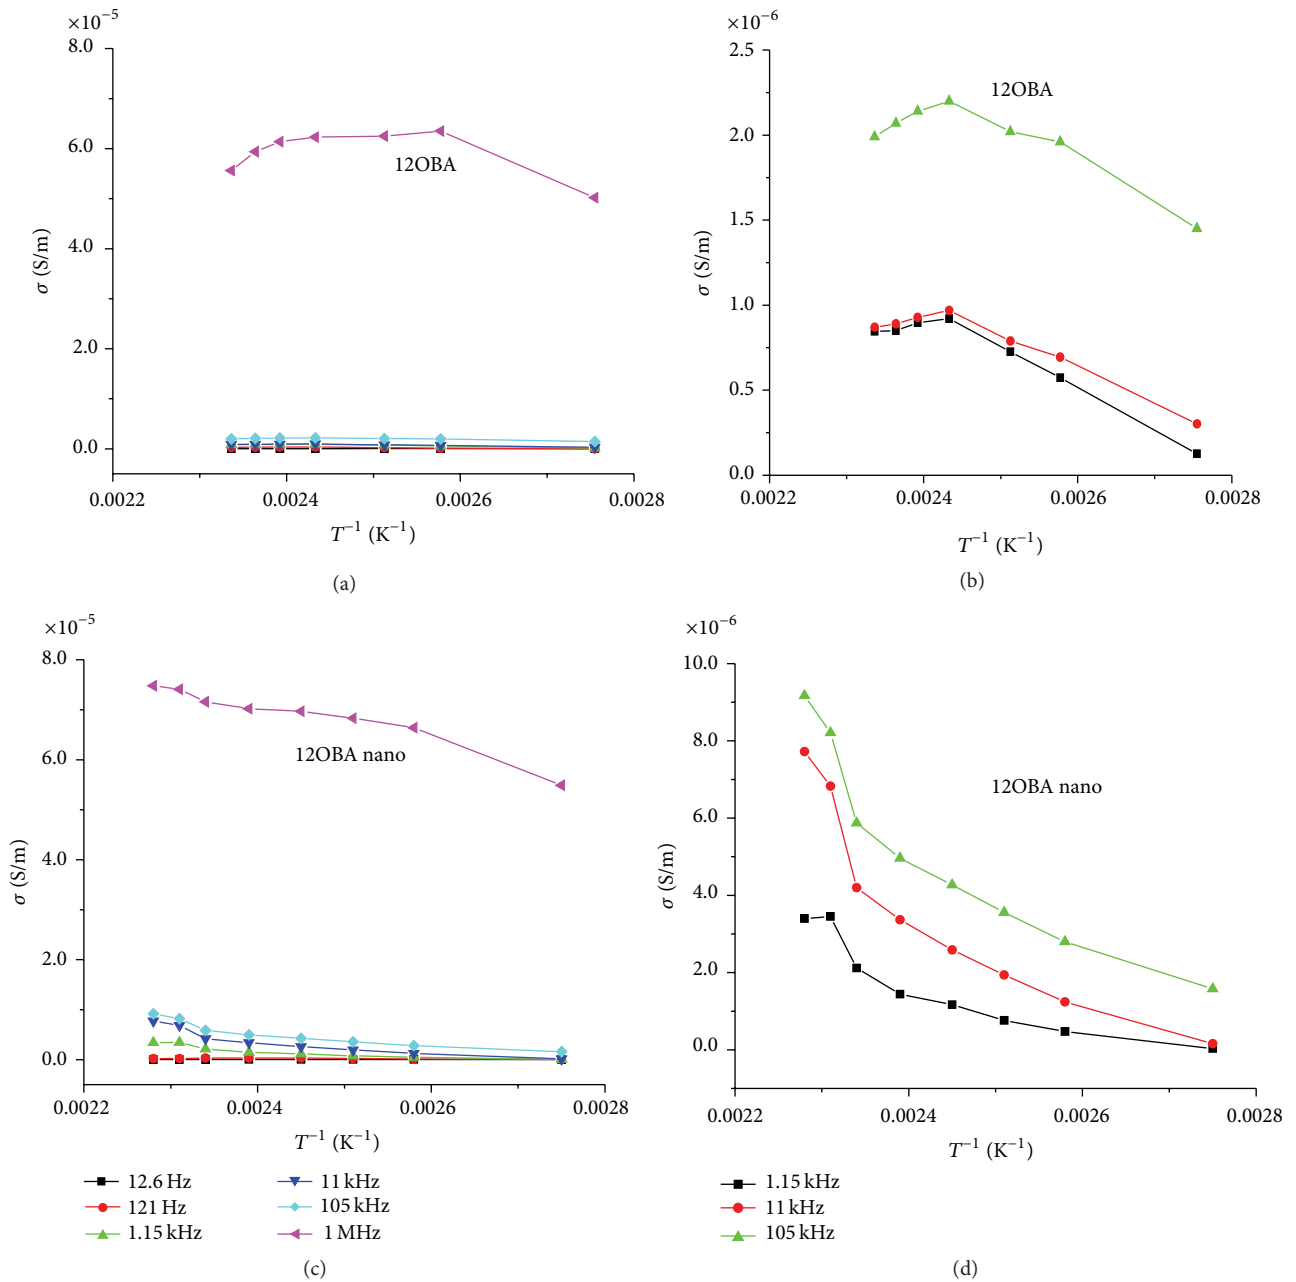 ×10⁻⁵
8.0
6.0
4.0
2.0
0.0
σ (S/m)
12OBA
0.0022
0.0024
0.0026
0.0028
T⁻¹ (K⁻¹)
(a)
×10⁻⁶
2.5
2.0
1.5
1.0
0.5
0.0
σ (S/m)
12OBA
0.0022
0.0024
0.0026
0.0028
T⁻¹ (K⁻¹)
(b)
×10⁻⁵
8.0
6.0
4.0
2.0
0.0
σ (S/m)
12OBA nano
0.0022
0.0024
0.0026
0.0028
T⁻¹ (K⁻¹)
12.6 Hz
121 Hz
1.15 kHz
11 kHz
105 kHz
1 MHz
(c)
×10⁻⁶
10.0
8.0
6.0
4.0
2.0
0.0
σ (S/m)
12OBA nano
0.0022
0.0024
0.0026
0.0028
T⁻¹ (K⁻¹)
1.15 kHz
11 kHz
105 kHz
(d)